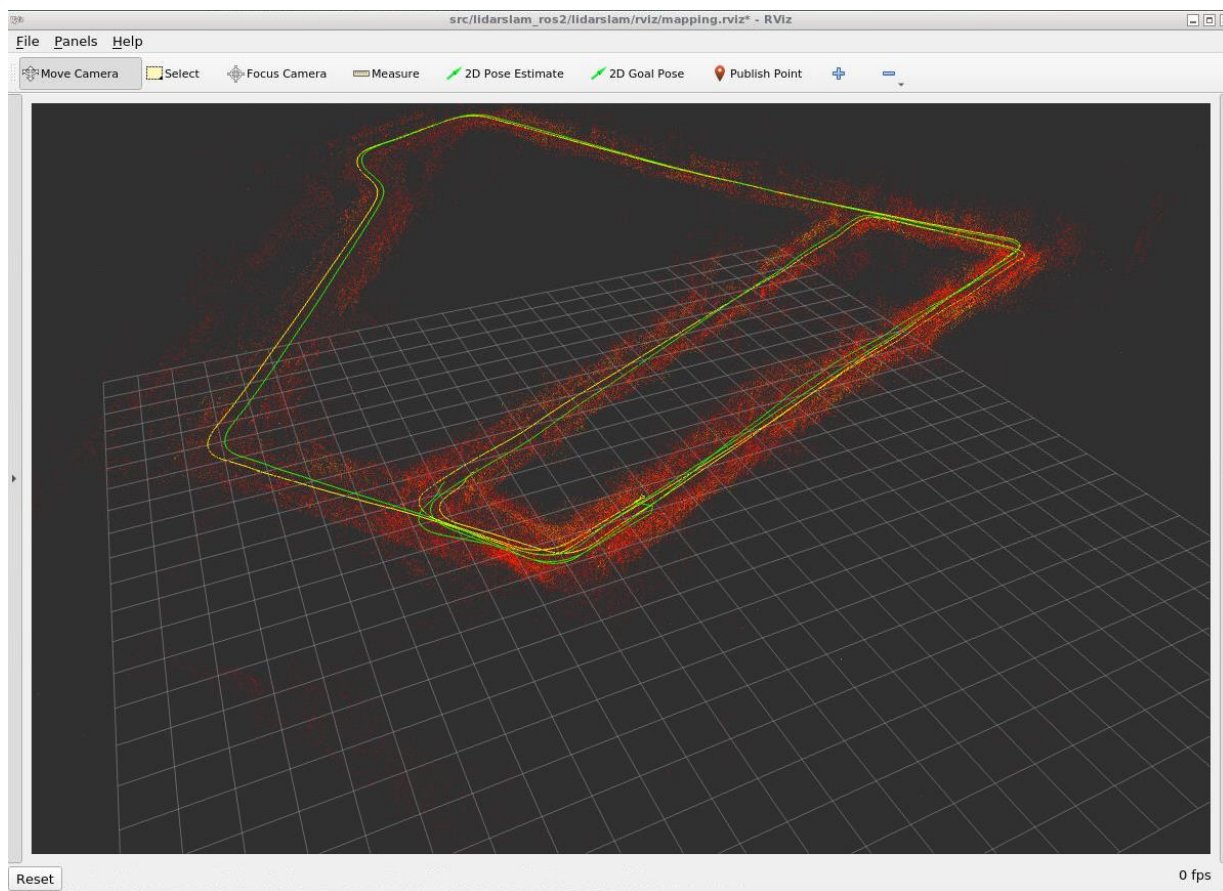 src/lidarslam_ros2/lidarslam/rviz/mapping.rviz* - RViz
File Panels Help
Move Camera Select Focus Camera Measure 2D Pose Estimate 2D Goal Pose Publish Point
Reset 0 fps